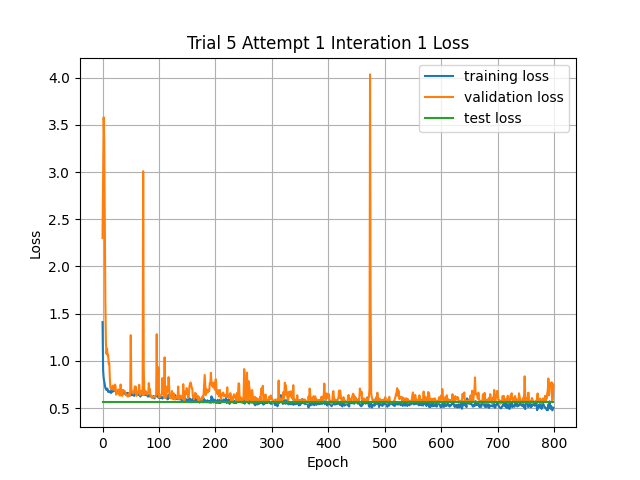 Trial 5 Attempt 1 Interation 1 Loss
training loss
validation loss
test loss
4.0
3.5
3.0
2.5
2.0
1.5
1.0
0.5
Loss
0 100 200 300 400 500 600 700 800
Epoch